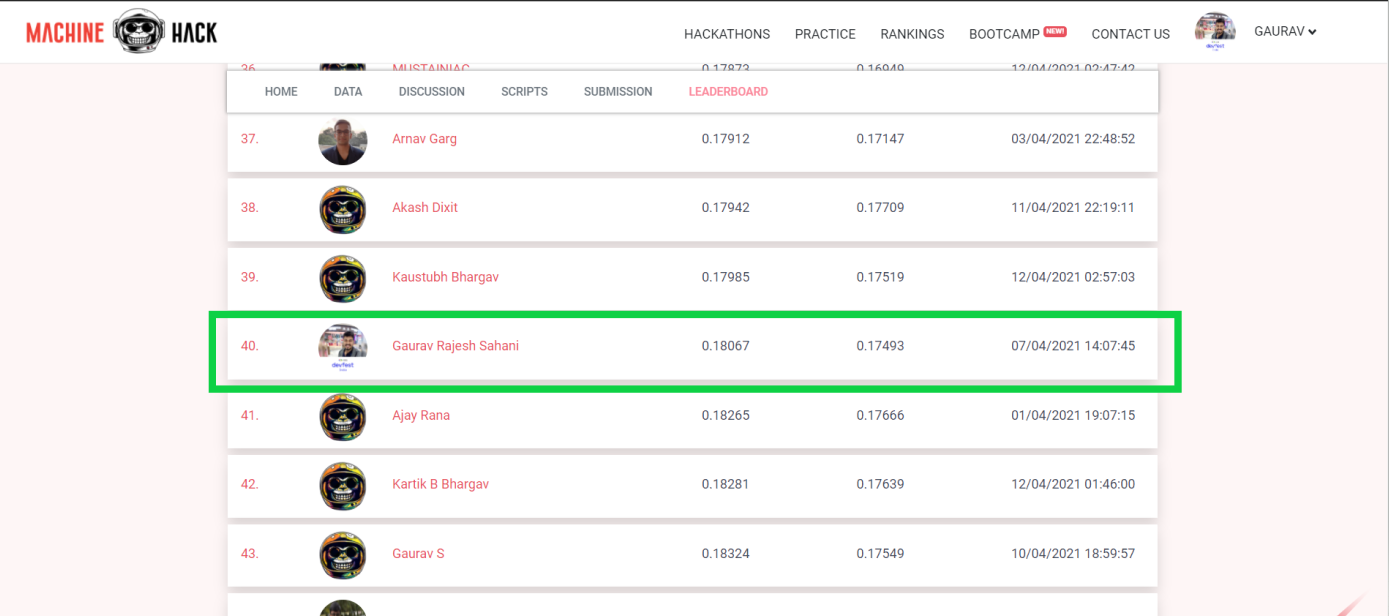 MACHINE HACK HACKATHONS PRACTICE RANKINGS BOOTCAMP NEW! CONTACT US GAURAV
36. MUSTAINIAC 0.17873 0.16949 12/04/2021 02:47:42
HOME DATA DISCUSSION SCRIPTS SUBMISSION LEADERBOARD
37. Arnav Garg 0.17912 0.17147 03/04/2021 22:48:52
38. Akash Dixit 0.17942 0.17709 11/04/2021 22:19:11
39. Kaustubh Bhargav 0.17985 0.17519 12/04/2021 02:57:03
40. Gaurav Rajesh Sahani 0.18067 0.17493 07/04/2021 14:07:45
devfest
41. Ajay Rana 0.18265 0.17666 01/04/2021 19:07:15
42. Kartik B Bhargav 0.18281 0.17639 12/04/2021 01:46:00
43. Gaurav S 0.18324 0.17549 10/04/2021 18:59:57